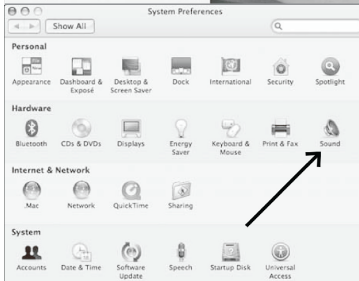 System Preferences
Show All
Personal
Appearance Dashboard & Exposé Desktop & Screen Saver Dock International Security Spotlight
Hardware
Bluetooth CDs & DVDs Displays Energy Saver Keyboard & Mouse Print & Fax Sound
Internet & Network
.Mac Network QuickTime Sharing
System
Accounts Date & Time Software Update Speech Startup Disk Universal Access